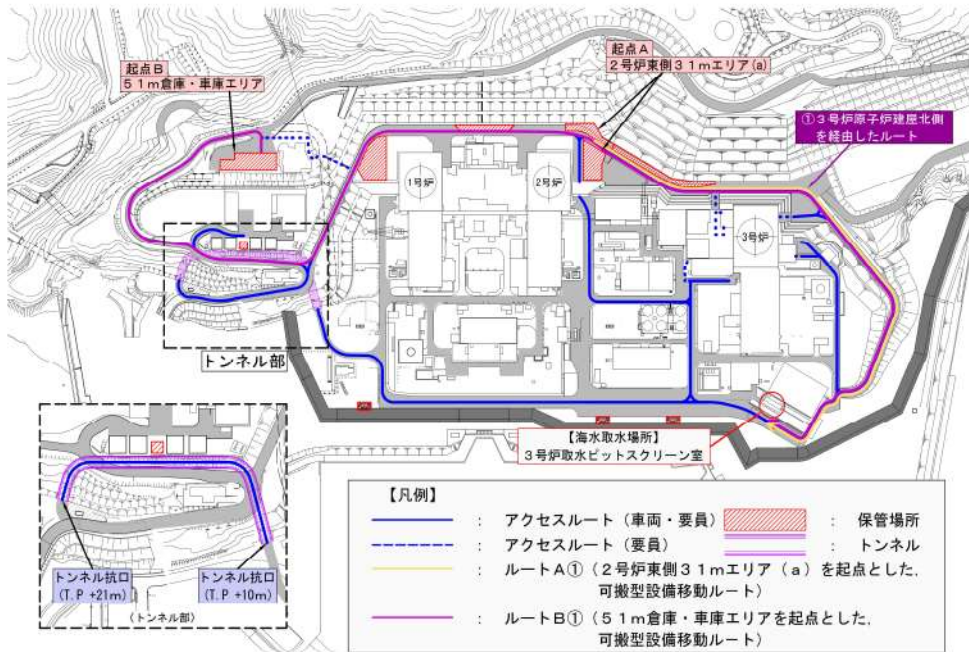 起点B
51m倉庫・車庫エリア
起点A
2号炉東側31mエリア(a)
①3号炉原子炉建屋北側
を経由したルート
1号炉
2号炉
3号炉
トンネル部
【海水取水場所】
3号炉取水ピットスクリーン室
トンネル抗口
(T.P +21m)
トンネル抗口
(T.P +10m)
(トンネル部)
【凡例】
: アクセスルート(車両・要員)
: 保管場所
: アクセスルート(要員)
: トンネル
: ルートA①(2号炉東側31mエリア(a)を起点とした,
可搬型設備移動ルート)
: ルートB①(51m倉庫・車庫エリアを起点とした,
可搬型設備移動ルート)